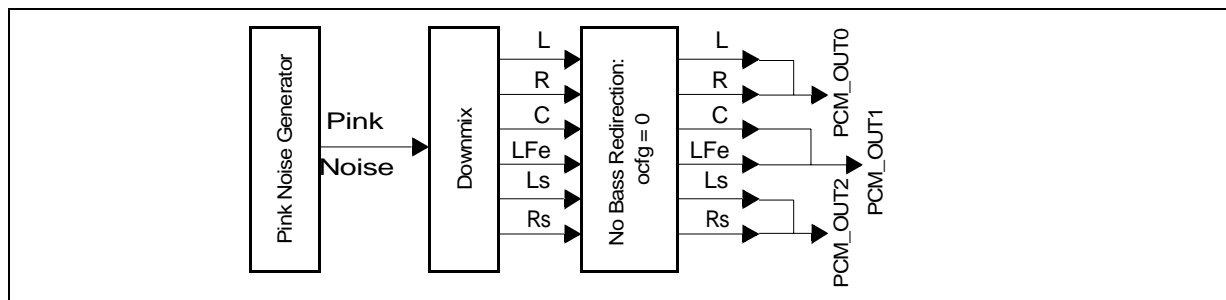 Pink Noise Generator
Pink
Noise
Downmix
L
R
C
LFe
Ls
Rs
No Bass Redirection:
ocfg = 0
L
R
C
LFe
Ls
Rs
PCM_OUT0
PCM_OUT1
PCM_OUT2